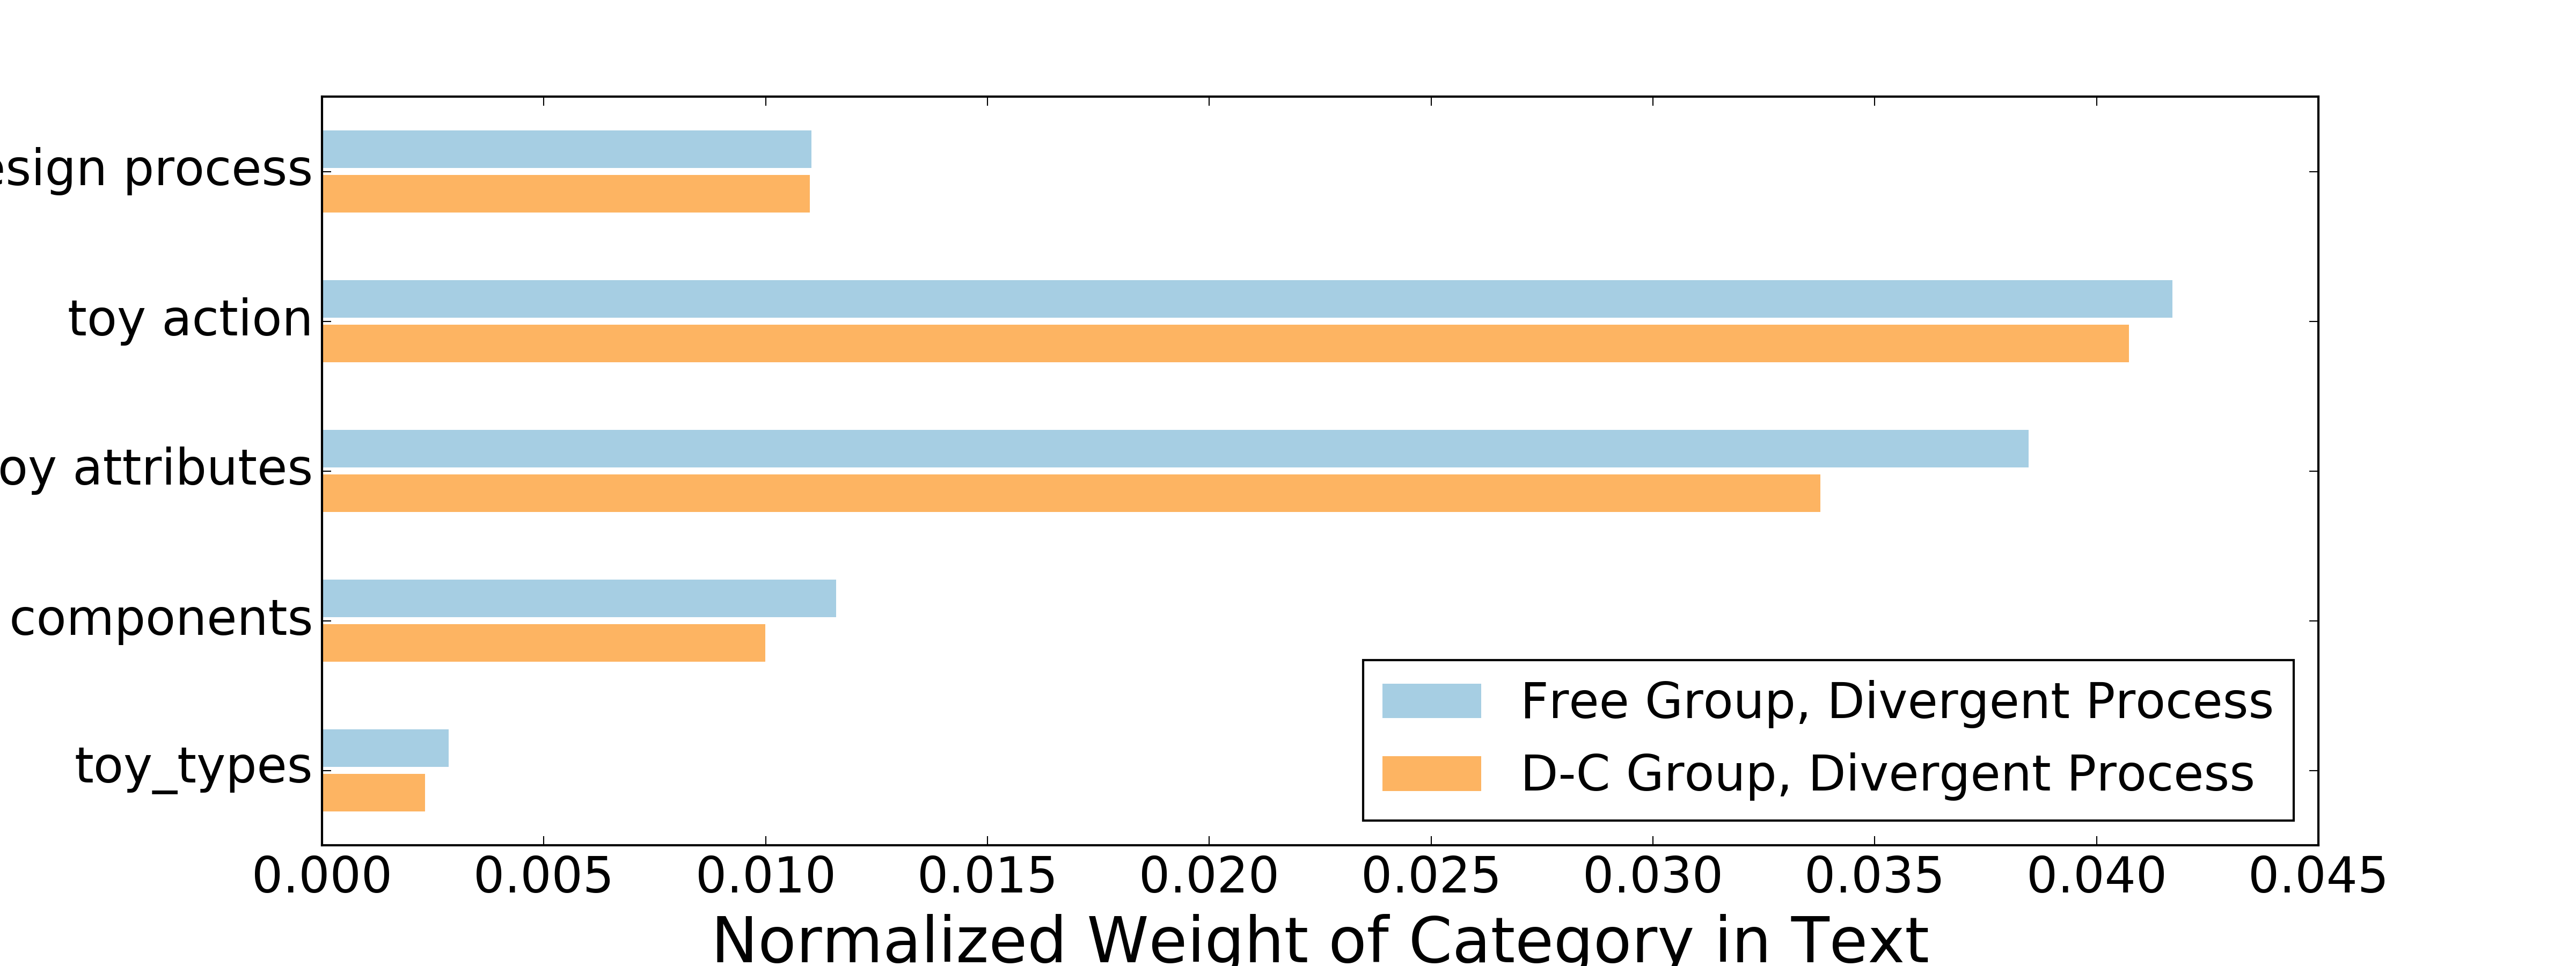 esign process
toy action
oy attributes
components
toy_types
Free Group, Divergent Process
D-C Group, Divergent Process
0.000 0.005 0.010 0.015 0.020 0.025 0.030 0.035 0.040 0.045
Normalized Weight of Category in Text